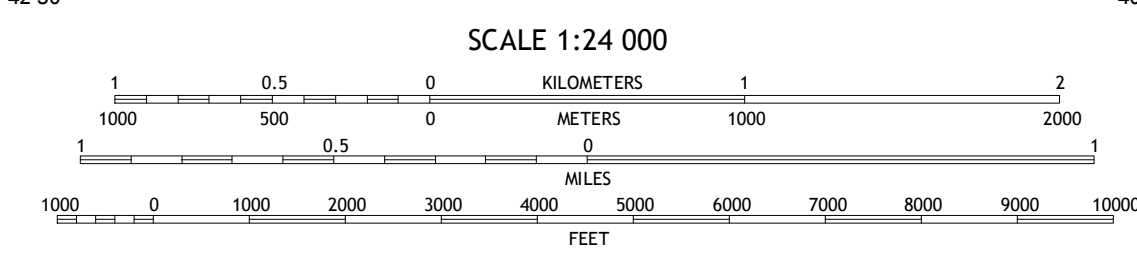 SCALE 1:24 000
1 0.5 0 KILOMETERS 1 2
1000 500 0 METERS 1000 2000
1 0.5 0 1
MILES
1000 0 1000 2000 3000 4000 5000 6000 7000 8000 9000 10000
FEET